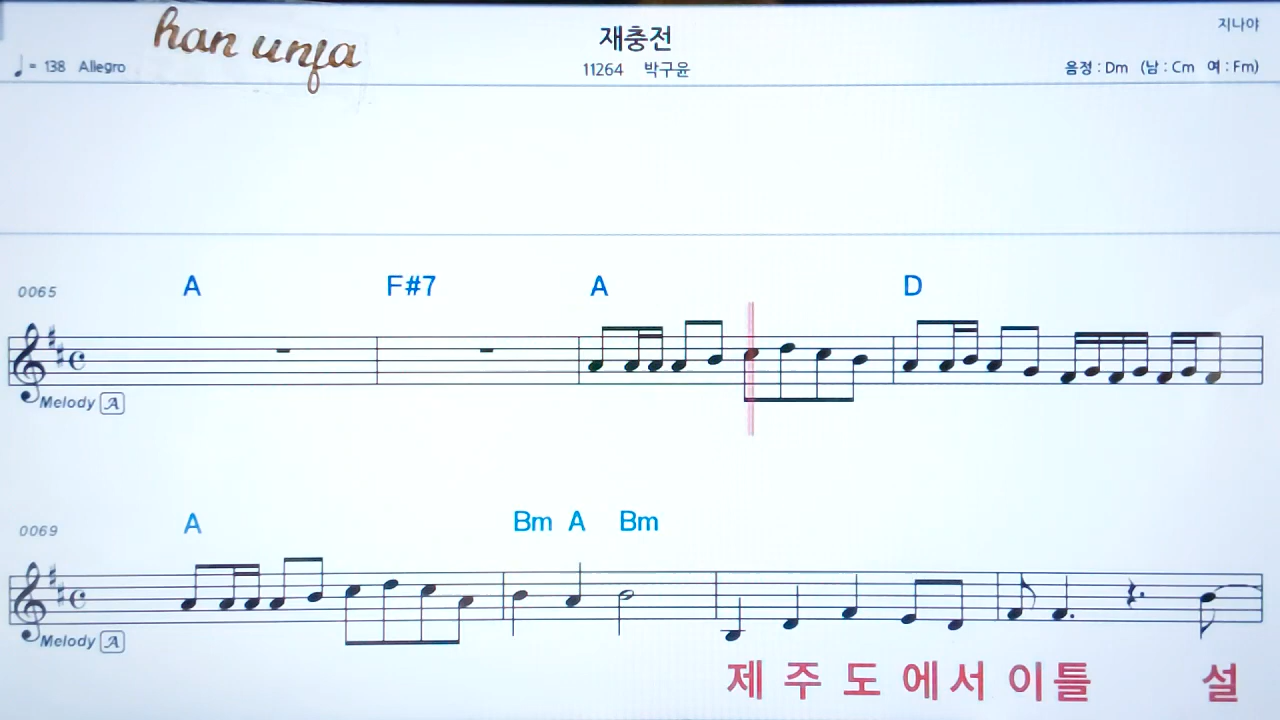 han unja
재충전
지나야
♩= 138 Allegro
11264 박구윤
음정 : Dm (남 : Cm 여 : Fm)
0065
A F#7 A D
Melody A
0069
A Bm A Bm
Melody A
제 주 도 에 서 이 틀 설